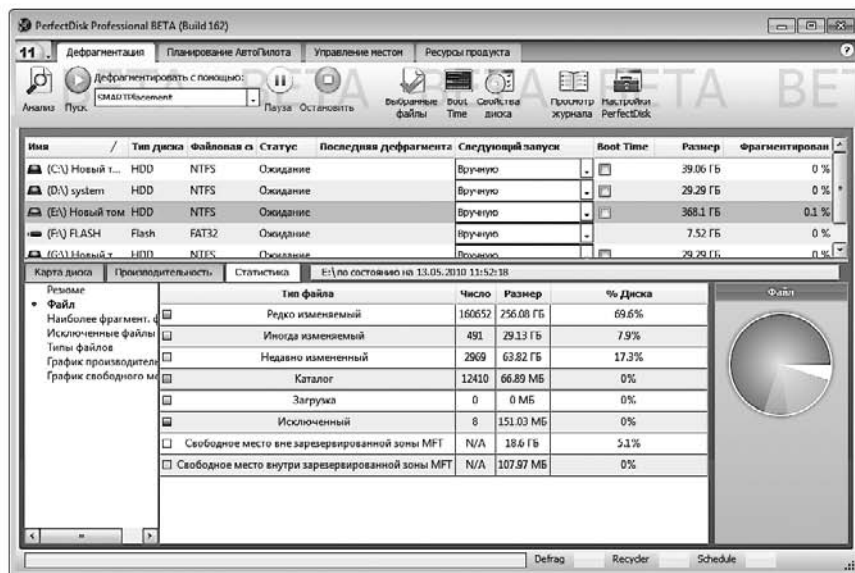 PerfectDisk Professional BETA (Build 162)
11 Дефрагментация Планирование АвтоПилота Управление местом Ресурсы продукта
BETA BETA BETA BETA BE
Дефрагментировать с помощью:
SMARTPlacement
Анализ Пуск Пауза Остановить Выбранные файлы Boot Time Свойства диска Просмотр журнала Настройки PerfectDisk
Имя / Тип диска Файловая с Статус Последняя дефрагмента Следующий запуск Boot Time Размер Фрагментирован
(C:\) Новый т... HDD NTFS Ожидание Вручную 39.06 ГБ 0 %
(D:\) system HDD NTFS Ожидание Вручную 29.29 ГБ 0 %
(E:\) Новый том HDD NTFS Ожидание Вручную 368.1 ГБ 0.1 %
(F:\) FLASH Flash FAT32 Ожидание Вручную 7.52 ГБ 0 %
(G:\) Новый т HDD NTFS Ожидание Вручную 29.29 ГБ 0 %
Карта диска Производительность Статистика E:\ по состоянию на 13.05.2010 11:52:18
Резюме
Файл
Наиболее фрагмент. ф
Исключенные файлы
Типы файлов
График производител
График свободного ме
Тип файла Число Размер % Диска
Редко изменяемый 160652 256.08 ГБ 69.6%
Иногда изменяемый 491 29.13 ГБ 7.9%
Недавно измененный 2969 63.82 ГБ 17.3%
Каталог 12410 66.89 МБ 0%
Загрузка 0 0 МБ 0%
Исключенный 8 151.03 МБ 0%
Свободное место вне зарезервированной зоны MFT N/A 18.6 ГБ 5.1%
Свободное место внутри зарезервированной зоны MFT N/A 107.97 МБ 0%
Файл
Defrag Recycler Schedule